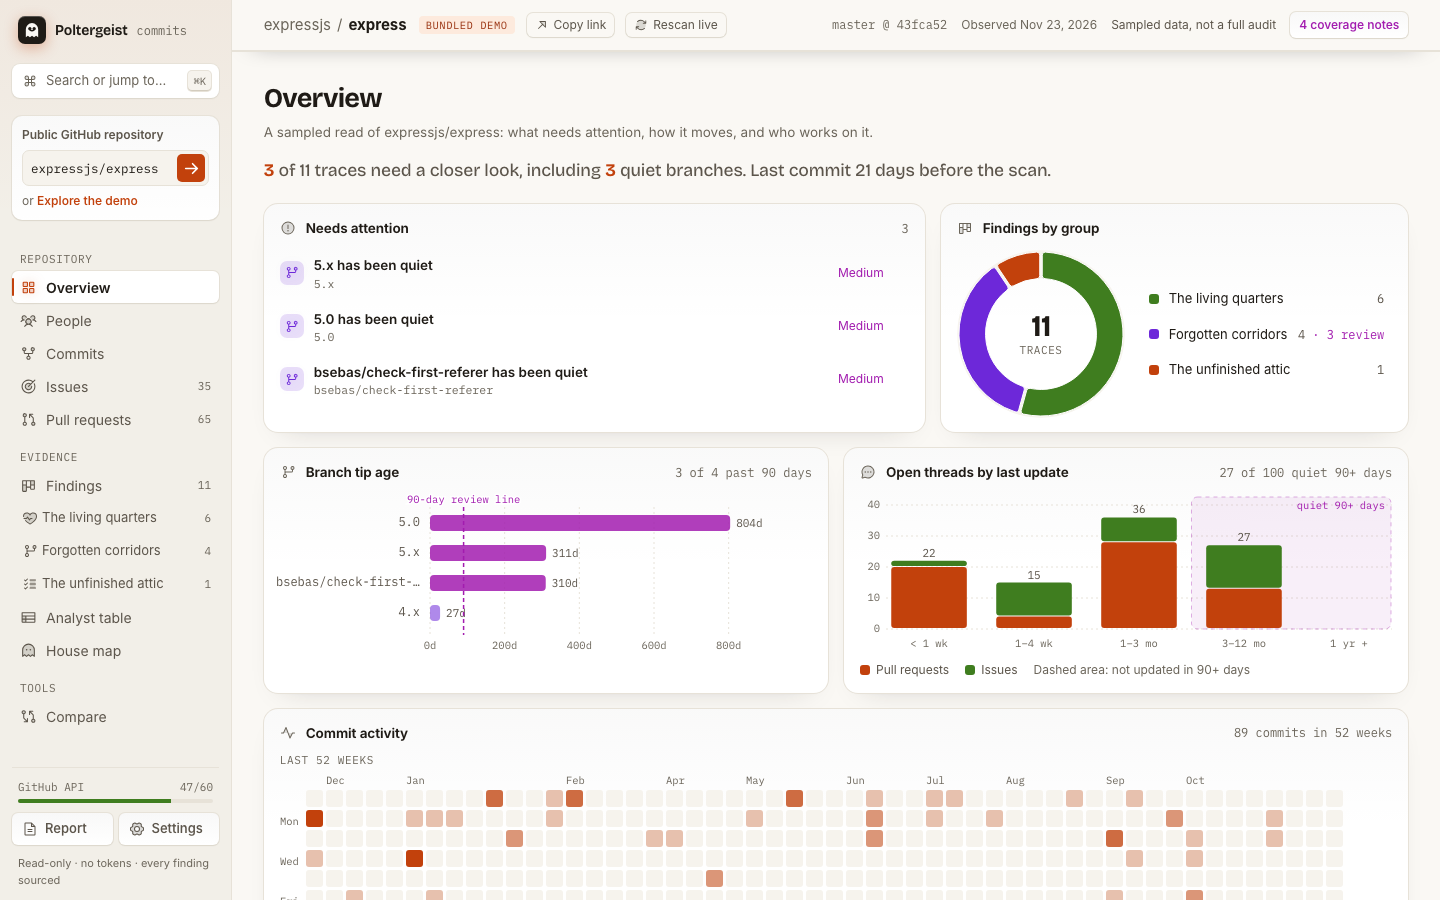 Poltergeist commits
Search or jump to...
⌘K
Public GitHub repository
expressjs/express
or Explore the demo
REPOSITORY
Overview
People
Commits
Issues 35
Pull requests 65
EVIDENCE
Findings 11
The living quarters 6
Forgotten corridors 4
The unfinished attic 1
Analyst table
House map
TOOLS
Compare
GitHub API 47/60
Report
Settings
Read-only · no tokens · every finding
sourced
expressjs / express
BUNDLED DEMO
Copy link
Rescan live
master @ 43fca52
Observed Nov 23, 2026
Sampled data, not a full audit
4 coverage notes
Overview
A sampled read of expressjs/express: what needs attention, how it moves, and who works on it.
3 of 11 traces need a closer look, including 3 quiet branches. Last commit 21 days before the scan.
Needs attention 3
5.x has been quiet
5.x
Medium
5.0 has been quiet
5.0
Medium
bsebas/check-first-referer has been quiet
bsebas/check-first-referer
Medium
Findings by group
11
TRACES
The living quarters 6
Forgotten corridors 4 · 3 review
The unfinished attic 1
Branch tip age 3 of 4 past 90 days
90-day review line
5.0 804d
5.x 311d
bsebas/check-first-… 310d
4.x 27d
0d 200d 400d 600d 800d
Open threads by last update 27 of 100 quiet 90+ days
quiet 90+ days
40
30
20
10
0
22
15
36
27
< 1 wk 1–4 wk 1–3 mo 3–12 mo 1 yr +
Pull requests Issues Dashed area: not updated in 90+ days
Commit activity 89 commits in 52 weeks
LAST 52 WEEKS
Dec Jan Feb Apr May Jun Jul Aug Sep Oct
Mon
Wed
Fri